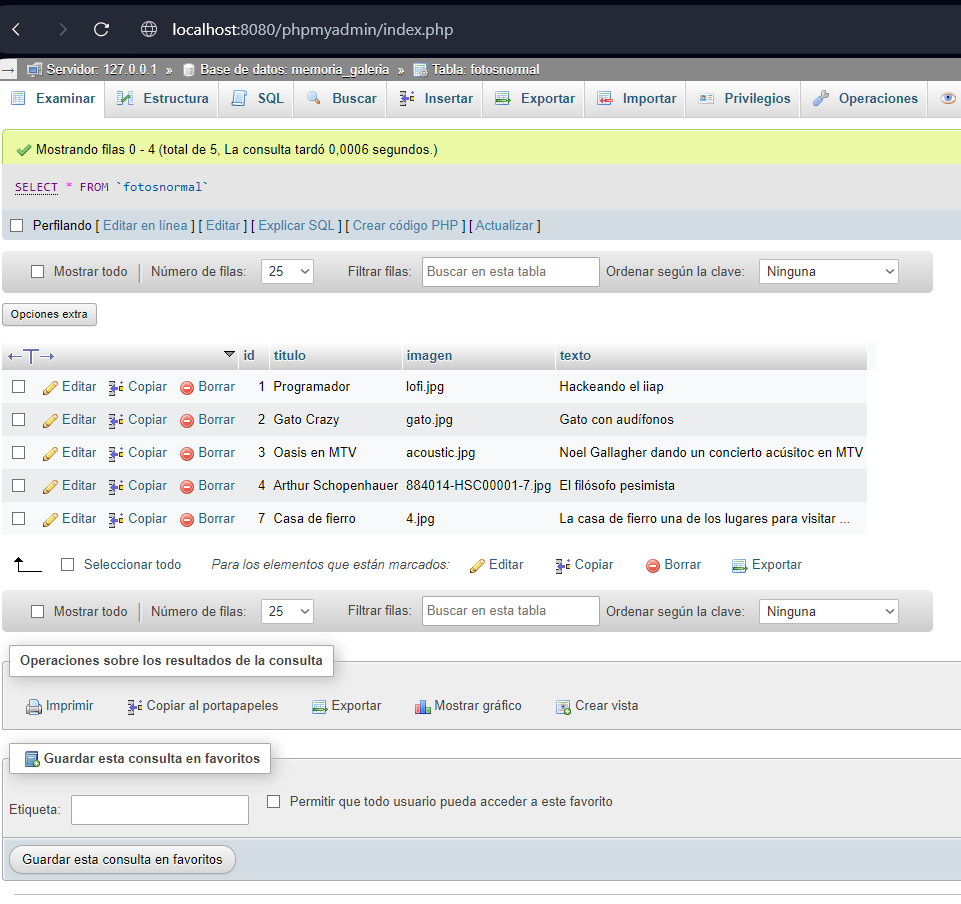 localhost:8080/phpmyadmin/index.php
Servidor: 127.0.0.1 » Base de datos: memoria_galeria » Tabla: fotosnormal
Examinar Estructura SQL Buscar Insertar Exportar Importar Privilegios Operaciones
Mostrando filas 0 - 4 (total de 5, La consulta tardó 0,0006 segundos.)
SELECT * FROM `fotosnormal`
Perfilando [ Editar en línea ] [ Editar ] [ Explicar SQL ] [ Crear código PHP ] [ Actualizar ]
Mostrar todo | Número de filas: 25 Filtrar filas: Buscar en esta tabla Ordenar según la clave: Ninguna
Opciones extra
←T→ id titulo imagen texto
Editar Copiar Borrar 1 Programador lofi.jpg Hackeando el iiap
Editar Copiar Borrar 2 Gato Crazy gato.jpg Gato con audífonos
Editar Copiar Borrar 3 Oasis en MTV acoustic.jpg Noel Gallagher dando un concierto acúsitoc en MTV
Editar Copiar Borrar 4 Arthur Schopenhauer 884014-HSC00001-7.jpg El filósofo pesimista
Editar Copiar Borrar 7 Casa de fierro 4.jpg La casa de fierro una de los lugares para visitar ...
Seleccionar todo Para los elementos que están marcados: Editar Copiar Borrar Exportar
Mostrar todo | Número de filas: 25 Filtrar filas: Buscar en esta tabla Ordenar según la clave: Ninguna
Operaciones sobre los resultados de la consulta
Imprimir Copiar al portapapeles Exportar Mostrar gráfico Crear vista
Guardar esta consulta en favoritos
Etiqueta: Permitir que todo usuario pueda acceder a este favorito
Guardar esta consulta en favoritos